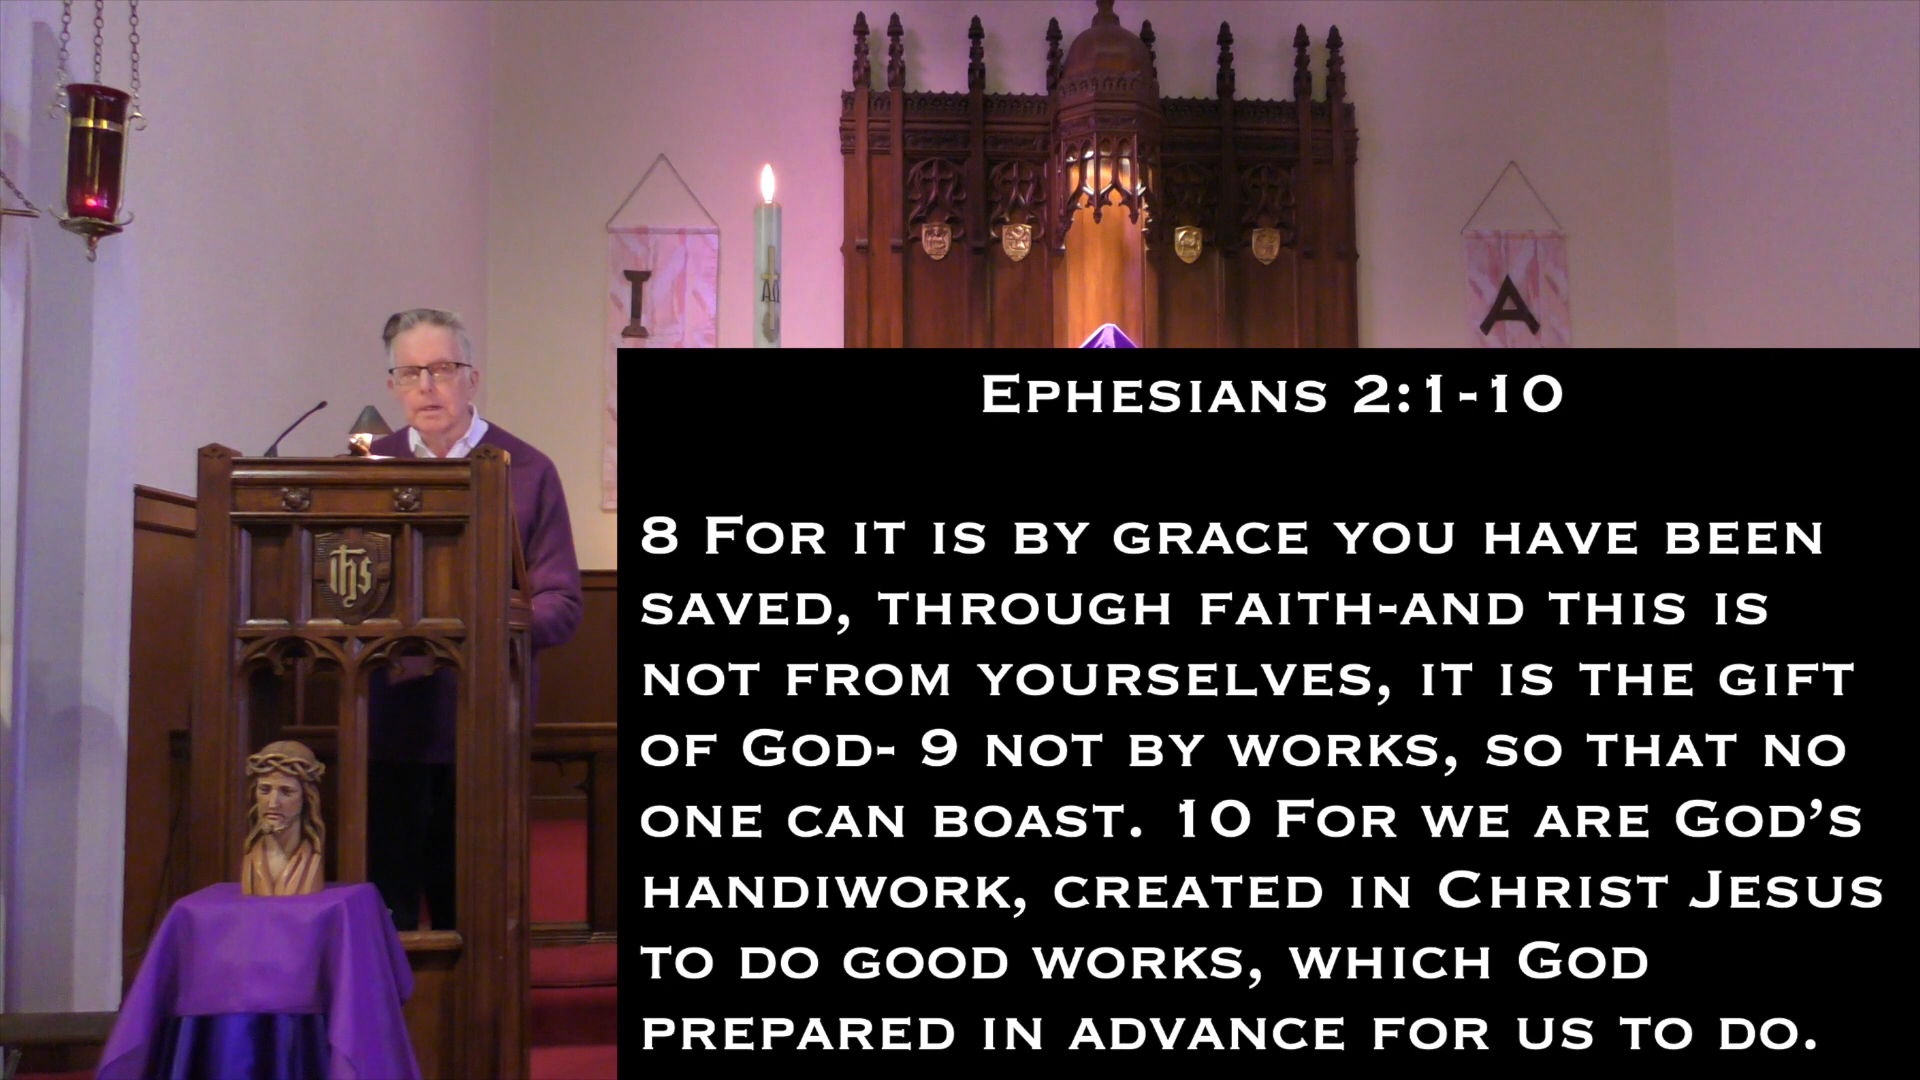 I
ΑΩ
A
ihs
Ephesians 2:1-10
8 For it is by grace you have been
saved, through faith-and this is
not from yourselves, it is the gift
of God- 9 not by works, so that no
one can boast. 10 For we are God's
handiwork, created in Christ Jesus
to do good works, which God
prepared in advance for us to do.